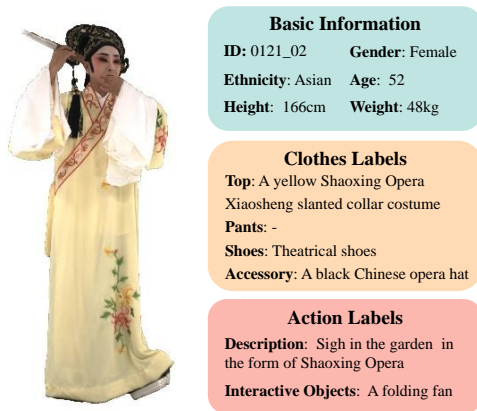 Basic Information
ID: 0121_02 Gender: Female
Ethnicity: Asian Age: 52
Height: 166cm Weight: 48kg
Clothes Labels
Top: A yellow Shaoxing Opera
Xiaosheng slanted collar costume
Pants: -
Shoes: Theatrical shoes
Accessory: A black Chinese opera hat
Action Labels
Description: Sigh in the garden in
the form of Shaoxing Opera
Interactive Objects: A folding fan